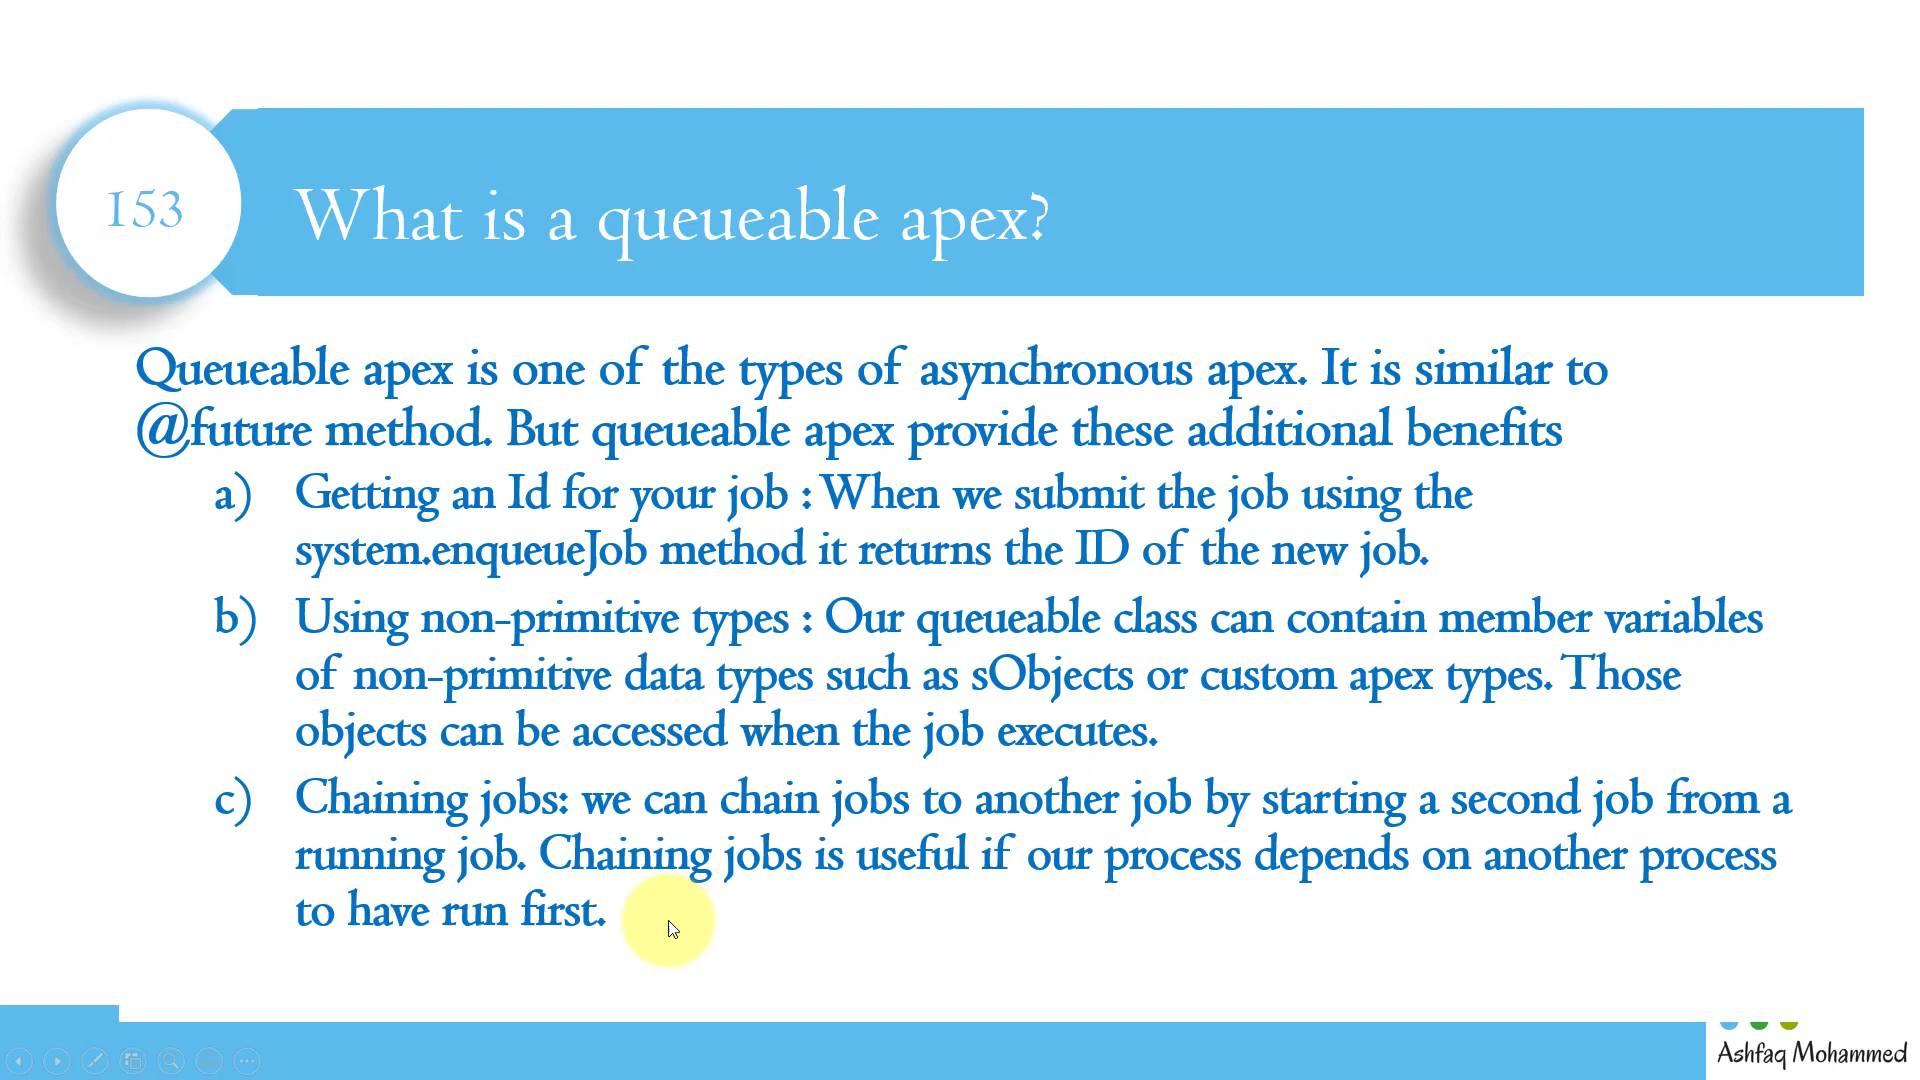 153
What is a queueable apex?
Queueable apex is one of the types of asynchronous apex. It is similar to
@future method. But queueable apex provide these additional benefits
a) Getting an Id for your job : When we submit the job using the
system.enqueueJob method it returns the ID of the new job.
b) Using non-primitive types : Our queueable class can contain member variables
of non-primitive data types such as sObjects or custom apex types. Those
objects can be accessed when the job executes.
c) Chaining jobs: we can chain jobs to another job by starting a second job from a
running job. Chaining jobs is useful if our process depends on another process
to have run first.
Ashfaq Mohammed